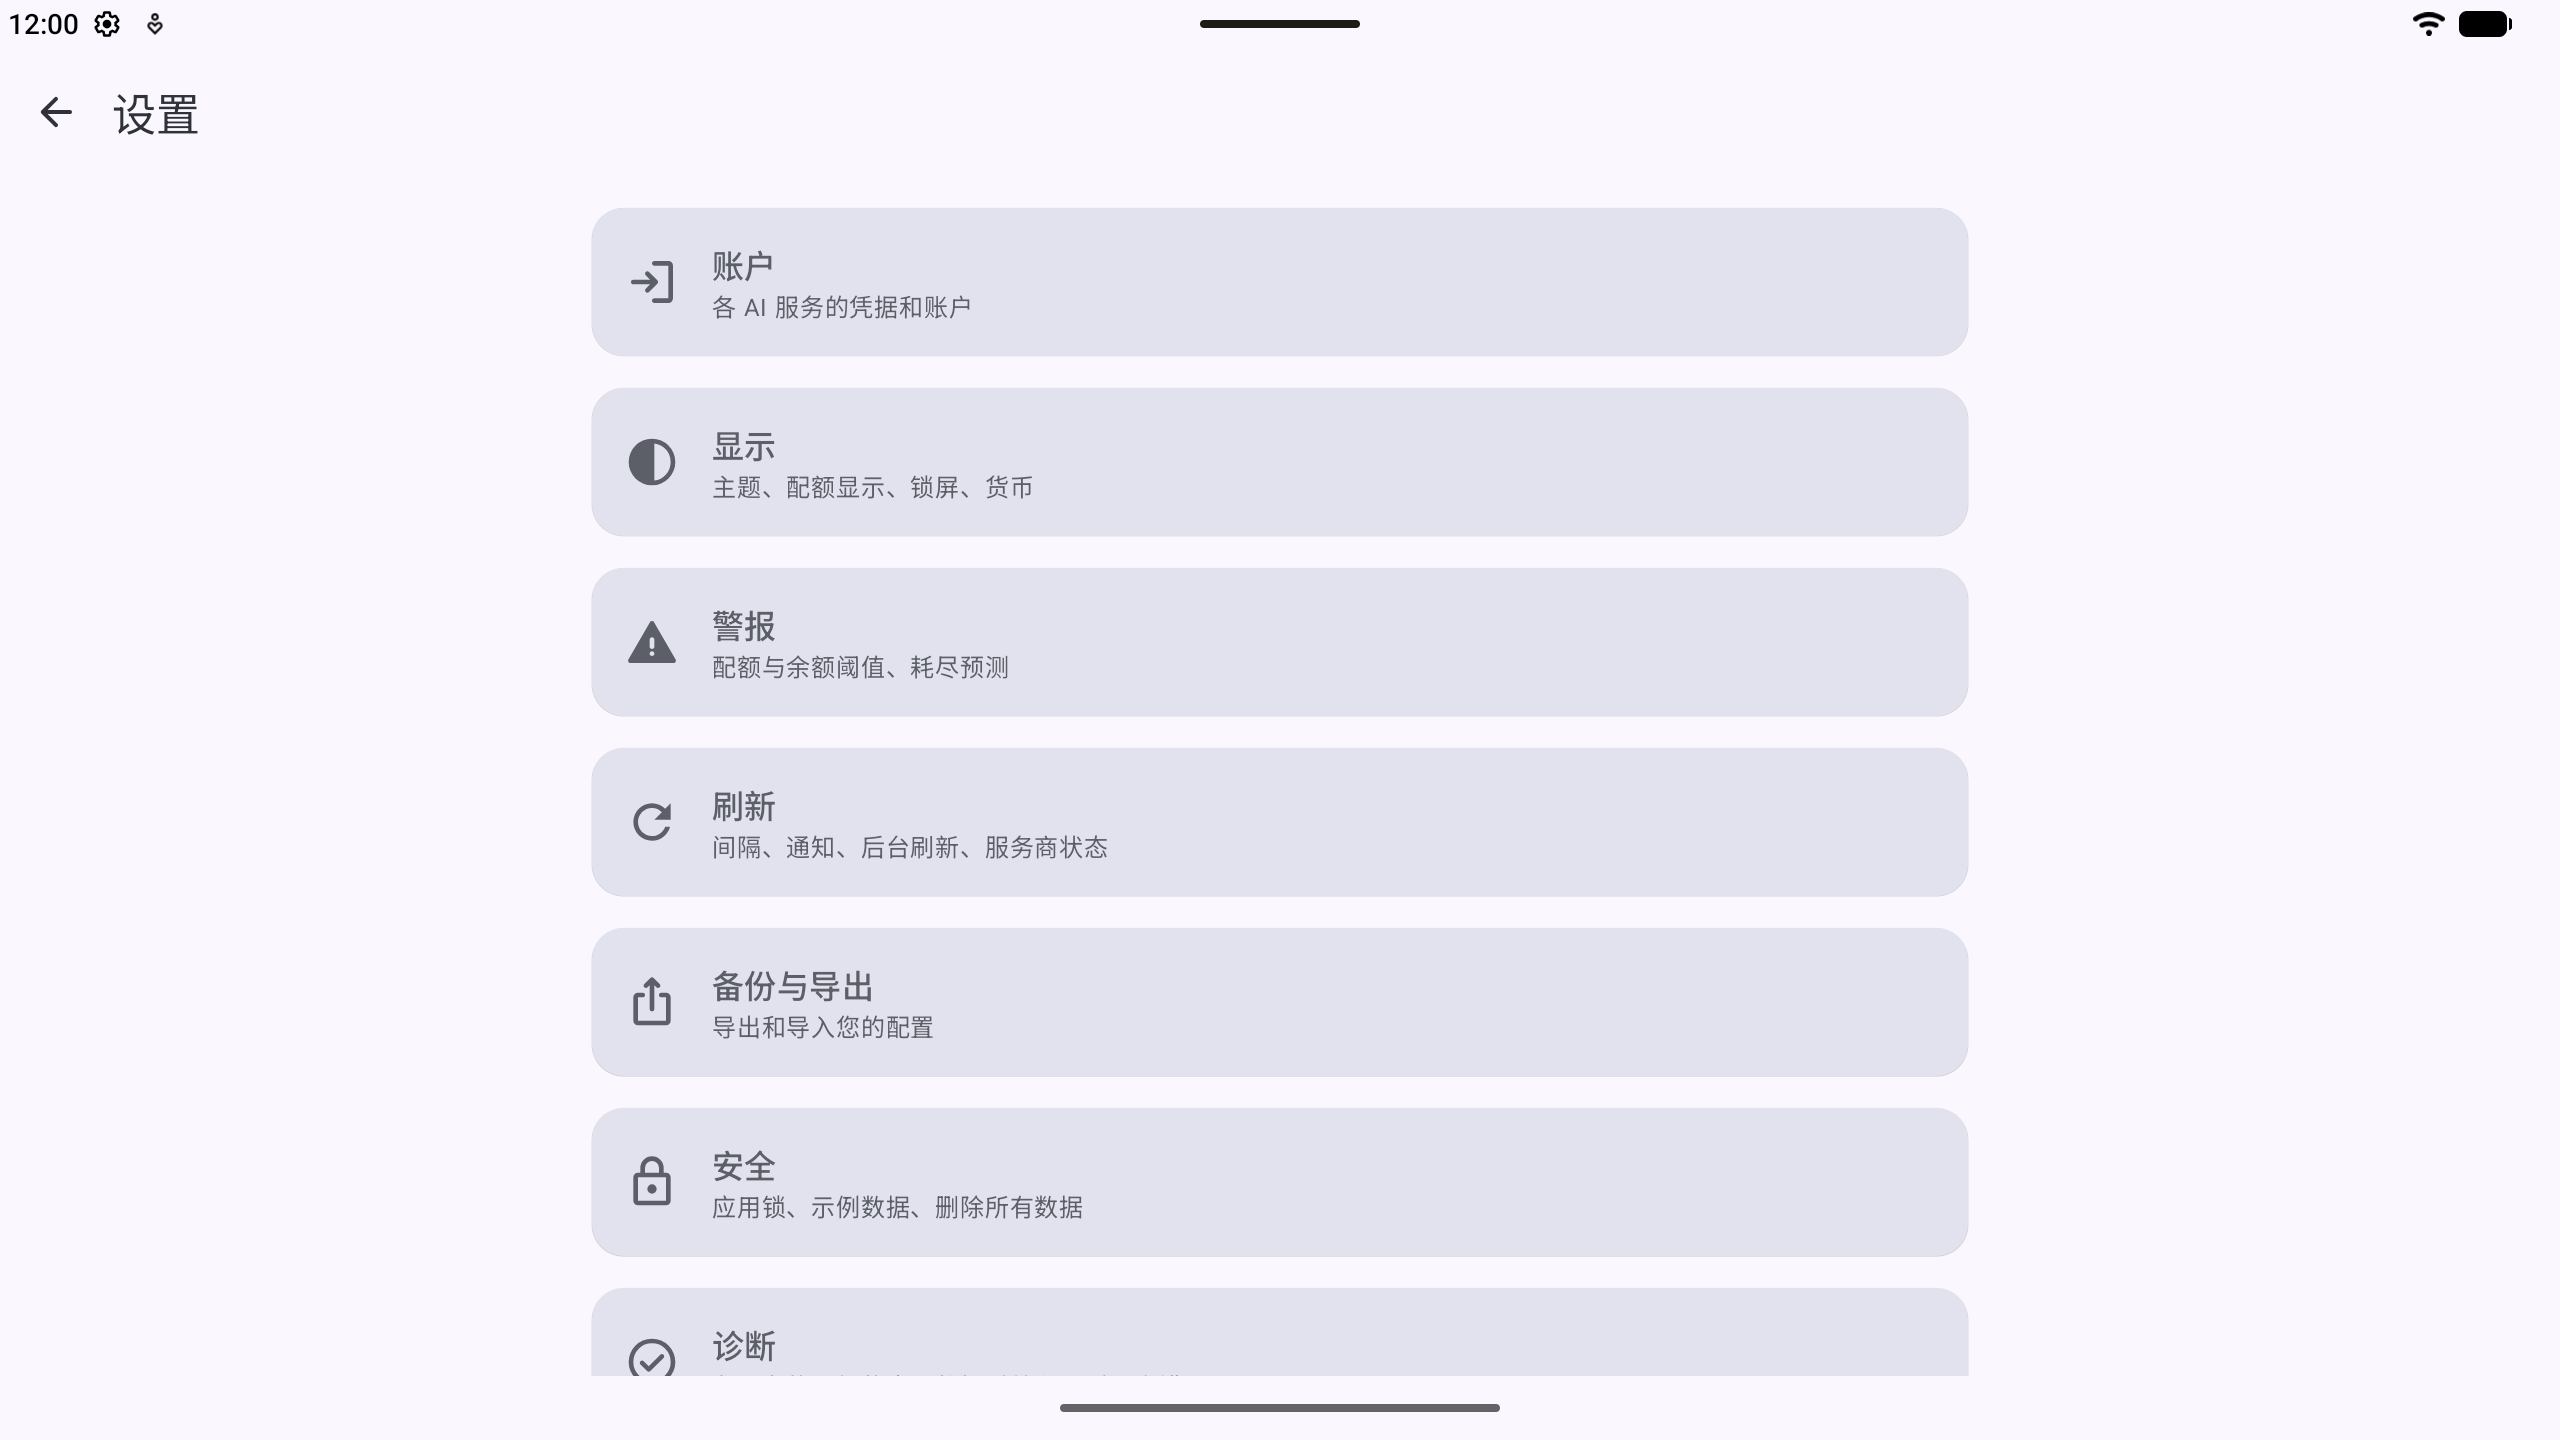 12:00
设置
账户
各 AI 服务的凭据和账户
显示
主题、配额显示、锁屏、货币
警报
配额与余额阈值、耗尽预测
刷新
间隔、通知、后台刷新、服务商状态
备份与导出
导出和导入您的配置
安全
应用锁、示例数据、删除所有数据
诊断